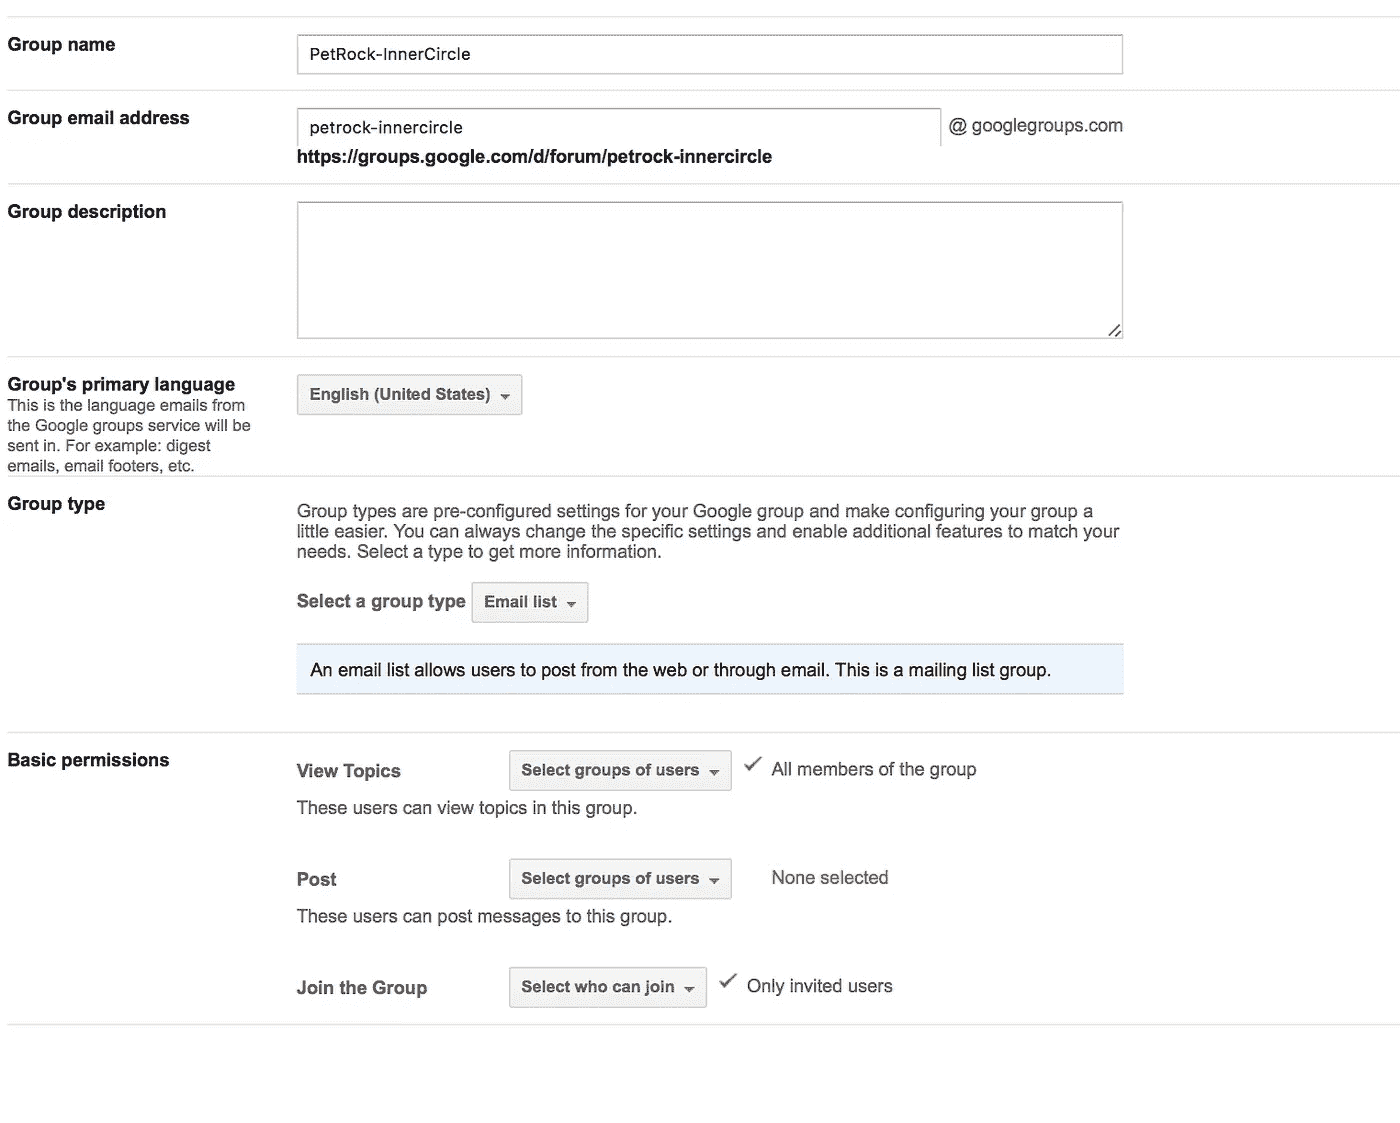 Group name
PetRock-InnerCircle
Group email address
petrock-innercircle
@ googlegroups.com
https://groups.google.com/d/forum/petrock-innercircle
Group description
Group's primary language
This is the language emails from
the Google groups service will be
sent in. For example: digest
emails, email footers, etc.
English (United States)
Group type
Group types are pre-configured settings for your Google group and make configuring your group a
little easier. You can always change the specific settings and enable additional features to match your
needs. Select a type to get more information.
Select a group type
Email list
An email list allows users to post from the web or through email. This is a mailing list group.
Basic permissions
View Topics
Select groups of users
All members of the group
These users can view topics in this group.
Post
Select groups of users
None selected
These users can post messages to this group.
Join the Group
Select who can join
Only invited users